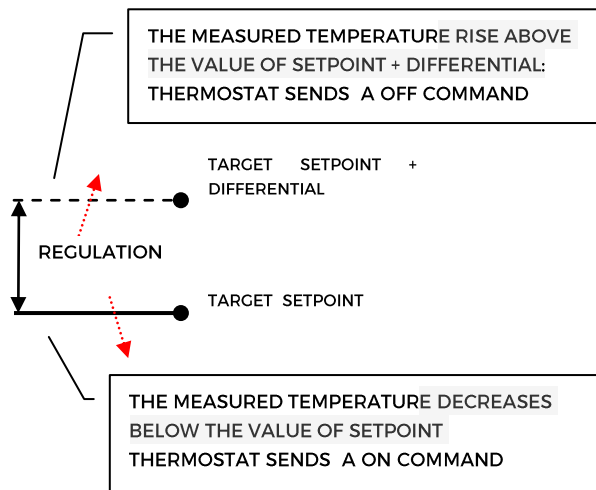 THE MEASURED TEMPERATURE RISE ABOVE
THE VALUE OF SETPOINT + DIFFERENTIAL:
THERMOSTAT SENDS A OFF COMMAND
TARGET SETPOINT +
DIFFERENTIAL
REGULATION
TARGET SETPOINT
THE MEASURED TEMPERATURE DECREASES
BELOW THE VALUE OF SETPOINT
THERMOSTAT SENDS A ON COMMAND